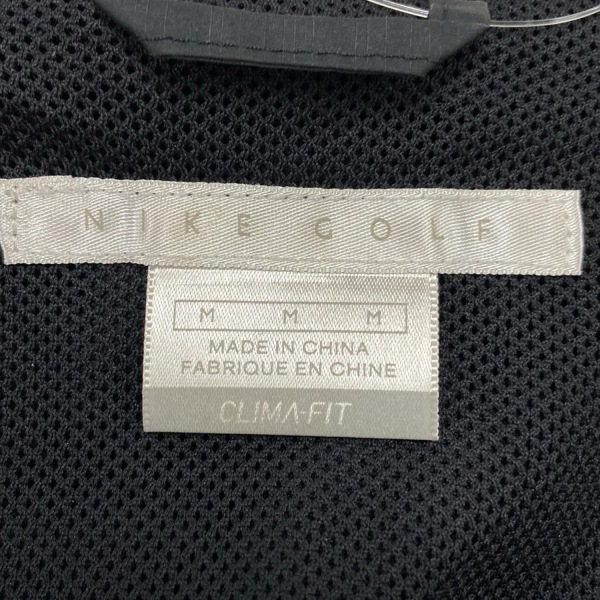 NIKE GOLF
M M M
MADE IN CHINA
FABRIQUE EN CHINE
CLIMA-FIT